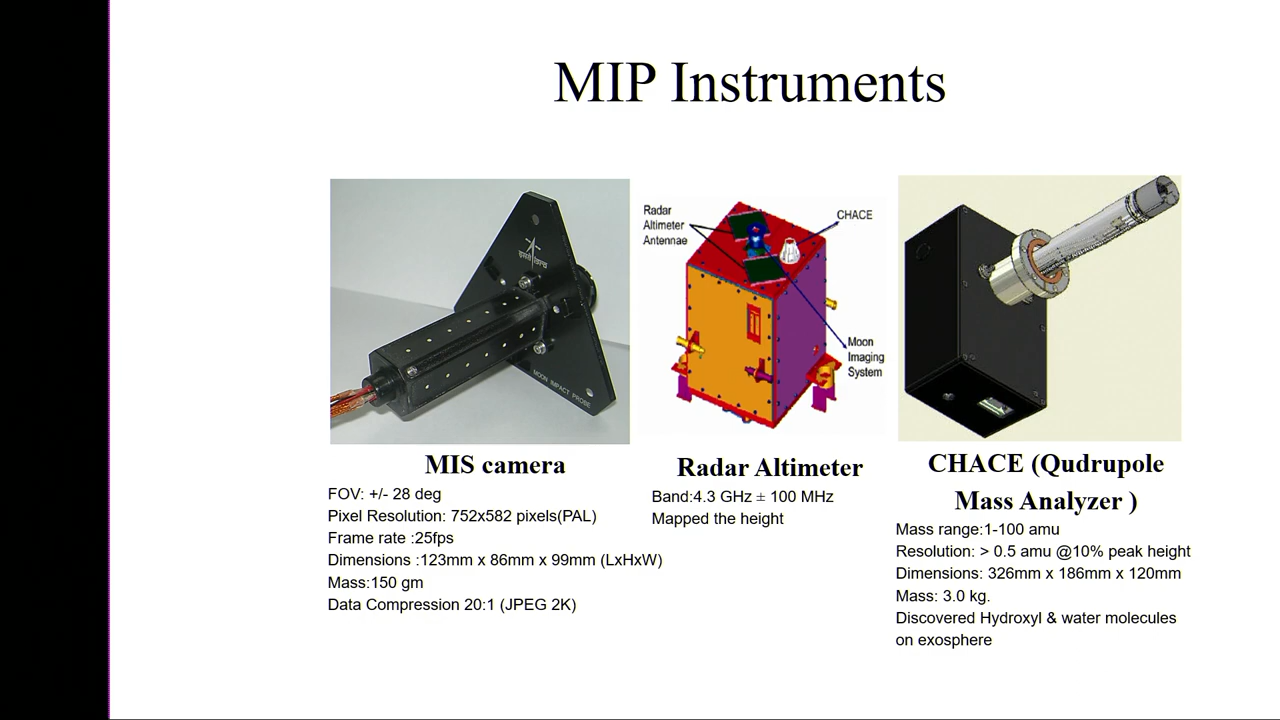 MIP Instruments
MOON IMPACT PROBE
Radar
Altimeter
Antennae
CHACE
Moon
Imaging
System
MIS camera
FOV: +/- 28 deg
Pixel Resolution: 752x582 pixels(PAL)
Frame rate :25fps
Dimensions :123mm x 86mm x 99mm (LxHxW)
Mass:150 gm
Data Compression 20:1 (JPEG 2K)
Radar Altimeter
Band:4.3 GHz ± 100 MHz
Mapped the height
CHACE (Qudrupole
Mass Analyzer )
Mass range:1-100 amu
Resolution: > 0.5 amu @10% peak height
Dimensions: 326mm x 186mm x 120mm
Mass: 3.0 kg.
Discovered Hydroxyl & water molecules
on exosphere